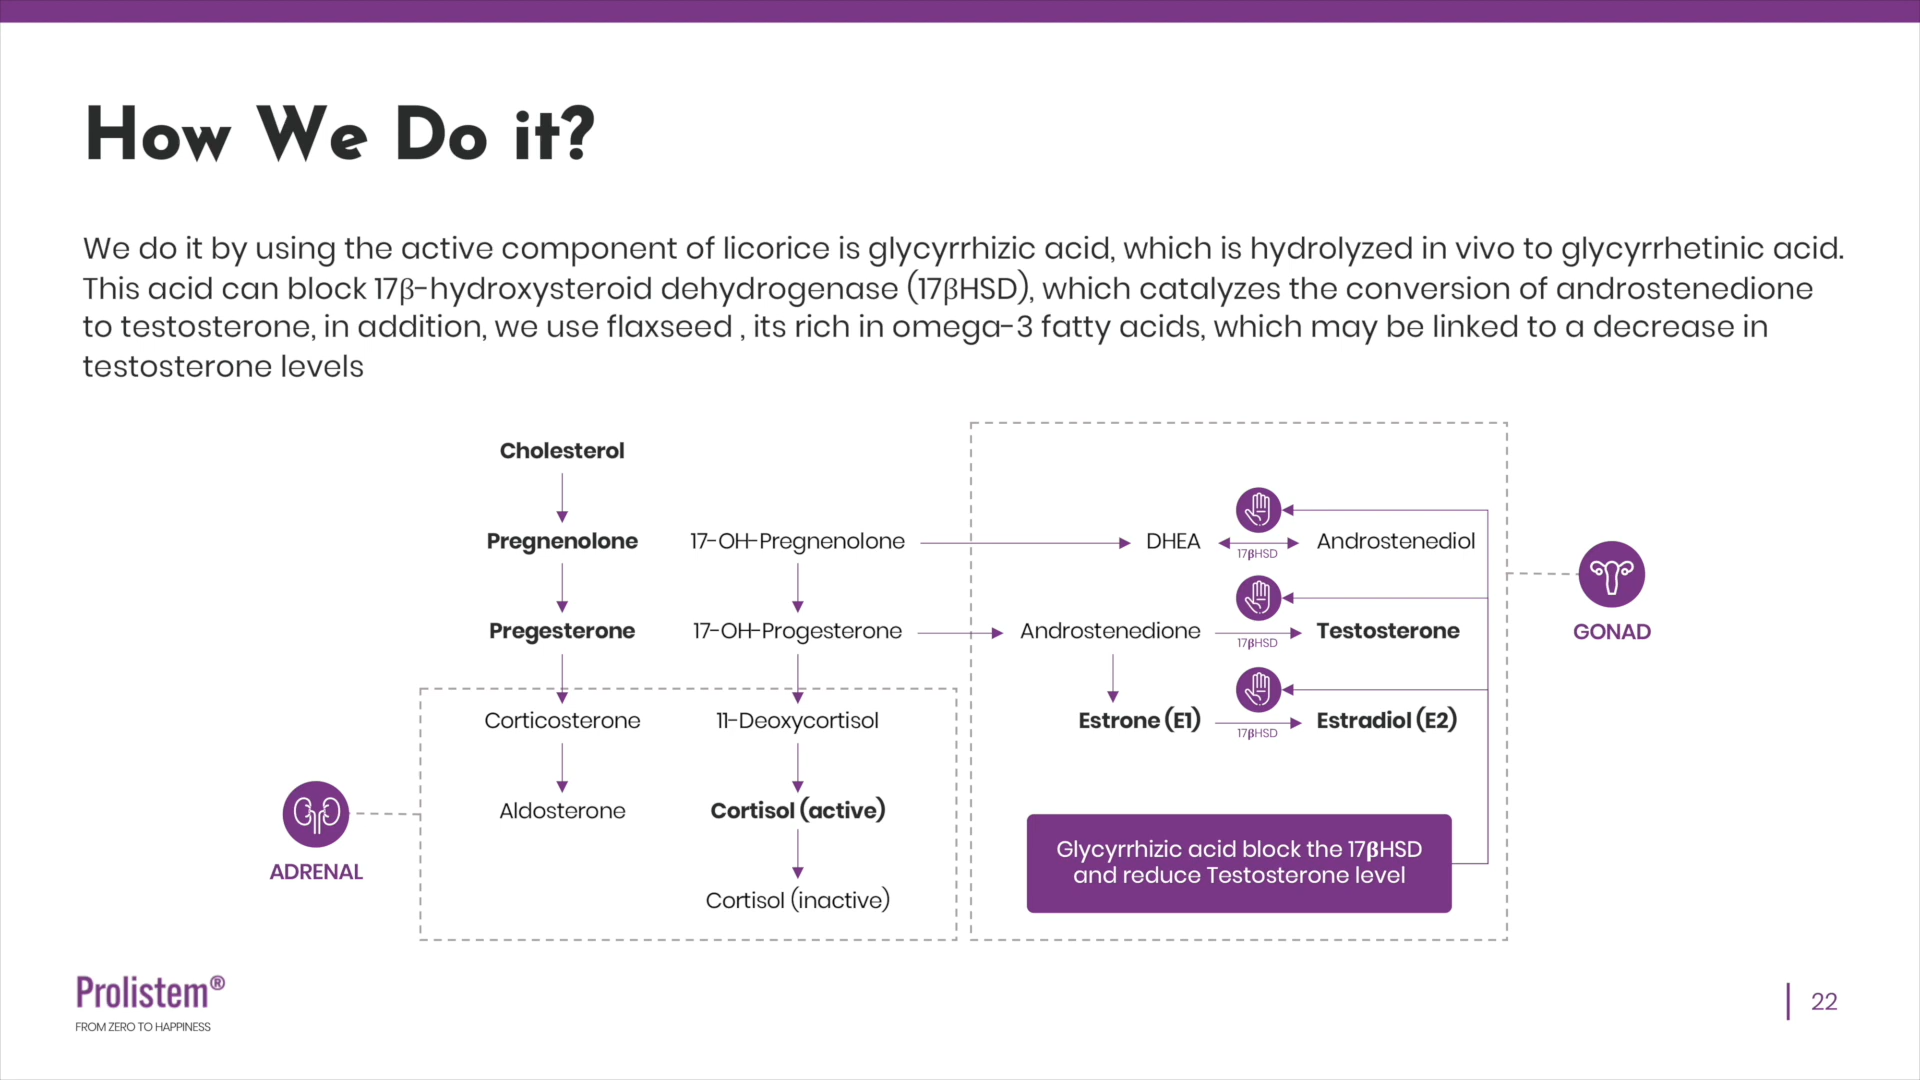 How We Do it?
We do it by using the active component of licorice is glycyrrhizic acid, which is hydrolyzed in vivo to glycyrrhetinic acid.
This acid can block 17β-hydroxysteroid dehydrogenase (17βHSD), which catalyzes the conversion of androstenedione
to testosterone, in addition, we use flaxseed , its rich in omega-3 fatty acids, which may be linked to a decrease in
testosterone levels
Cholesterol
Pregnenolone
17-OH-Pregnenolone
DHEA
17βHSD
Androstenediol
Pregesterone
17-OH-Progesterone
Androstenedione
17βHSD
Testosterone
GONAD
Corticosterone
11-Deoxycortisol
Estrone (E1)
17βHSD
Estradiol (E2)
Aldosterone
Cortisol (active)
ADRENAL
Cortisol (inactive)
Glycyrrhizic acid block the 17βHSD
and reduce Testosterone level
Prolistem®
FROM ZERO TO HAPPINESS
22